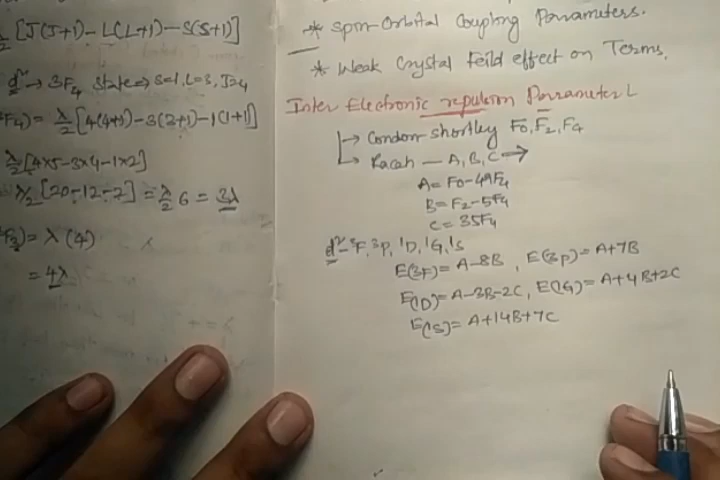 [J(J+1)-L(L+1)-S(S+1)]
d² → ³F₄ State ⇒ S=1, L=3, J=4
F₄) = λ/2 [4(4+1)-3(3+1)-1(1+1)]
λ/2 [4×5-3×4-1×2]
λ/2 [20-12-2] = λ/2 6 = 3λ
= λ (4)
= 4λ
* Spin-Orbital Coupling Parameters.
* Weak Crystal Feild effect on Terms.
Inter Electronic repulsion Parameter
↳ Condon shortley F₀, F₂, F₄
↳ Racah – A, B, C →
A = F₀-49F₄
B = F₂-5F₄
C = 35F₄
d² – ³F, ³P, ¹D, ¹G, ¹S
E(3F) = A-8B, E(3P) = A+7B
E(¹D) = A-3B-2C, E(¹G) = A+4B+2C
E(¹S) = A+14B+7C